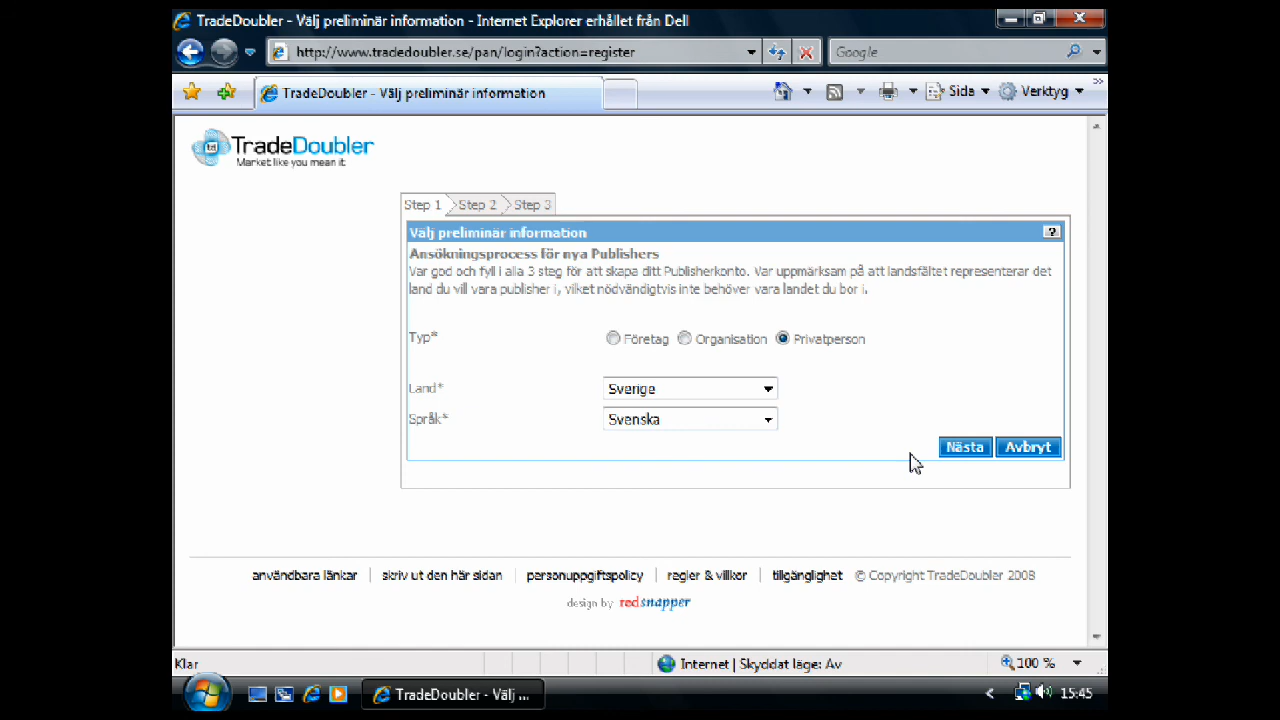 TradeDoubler - Välj preliminär information - Internet Explorer erhållet från Dell
http://www.tradedoubler.se/pan/login?action=register
Google
TradeDoubler - Välj preliminär information
Sida
Verktyg
TradeDoubler
Market like you mean it.
Step 1 Step 2 Step 3
Välj preliminär information
?
Ansökningsprocess för nya Publishers
Var god och fyll i alla 3 steg för att skapa ditt Publisherkonto. Var uppmärksam på att landsfältet representerar det
land du vill vara publisher i, vilket nödvändigtvis inte behöver vara landet du bor i.
Typ* Företag Organisation Privatperson
Land* Sverige
Språk* Svenska
Nästa Avbryt
användbara länkar | skriv ut den här sidan | personuppgiftspolicy | regler & villkor | tillgänglighet © Copyright TradeDoubler 2008
design by redsnapper
Klar
Internet | Skyddat läge: Av
100 %
TradeDoubler - Välj ...
15:45